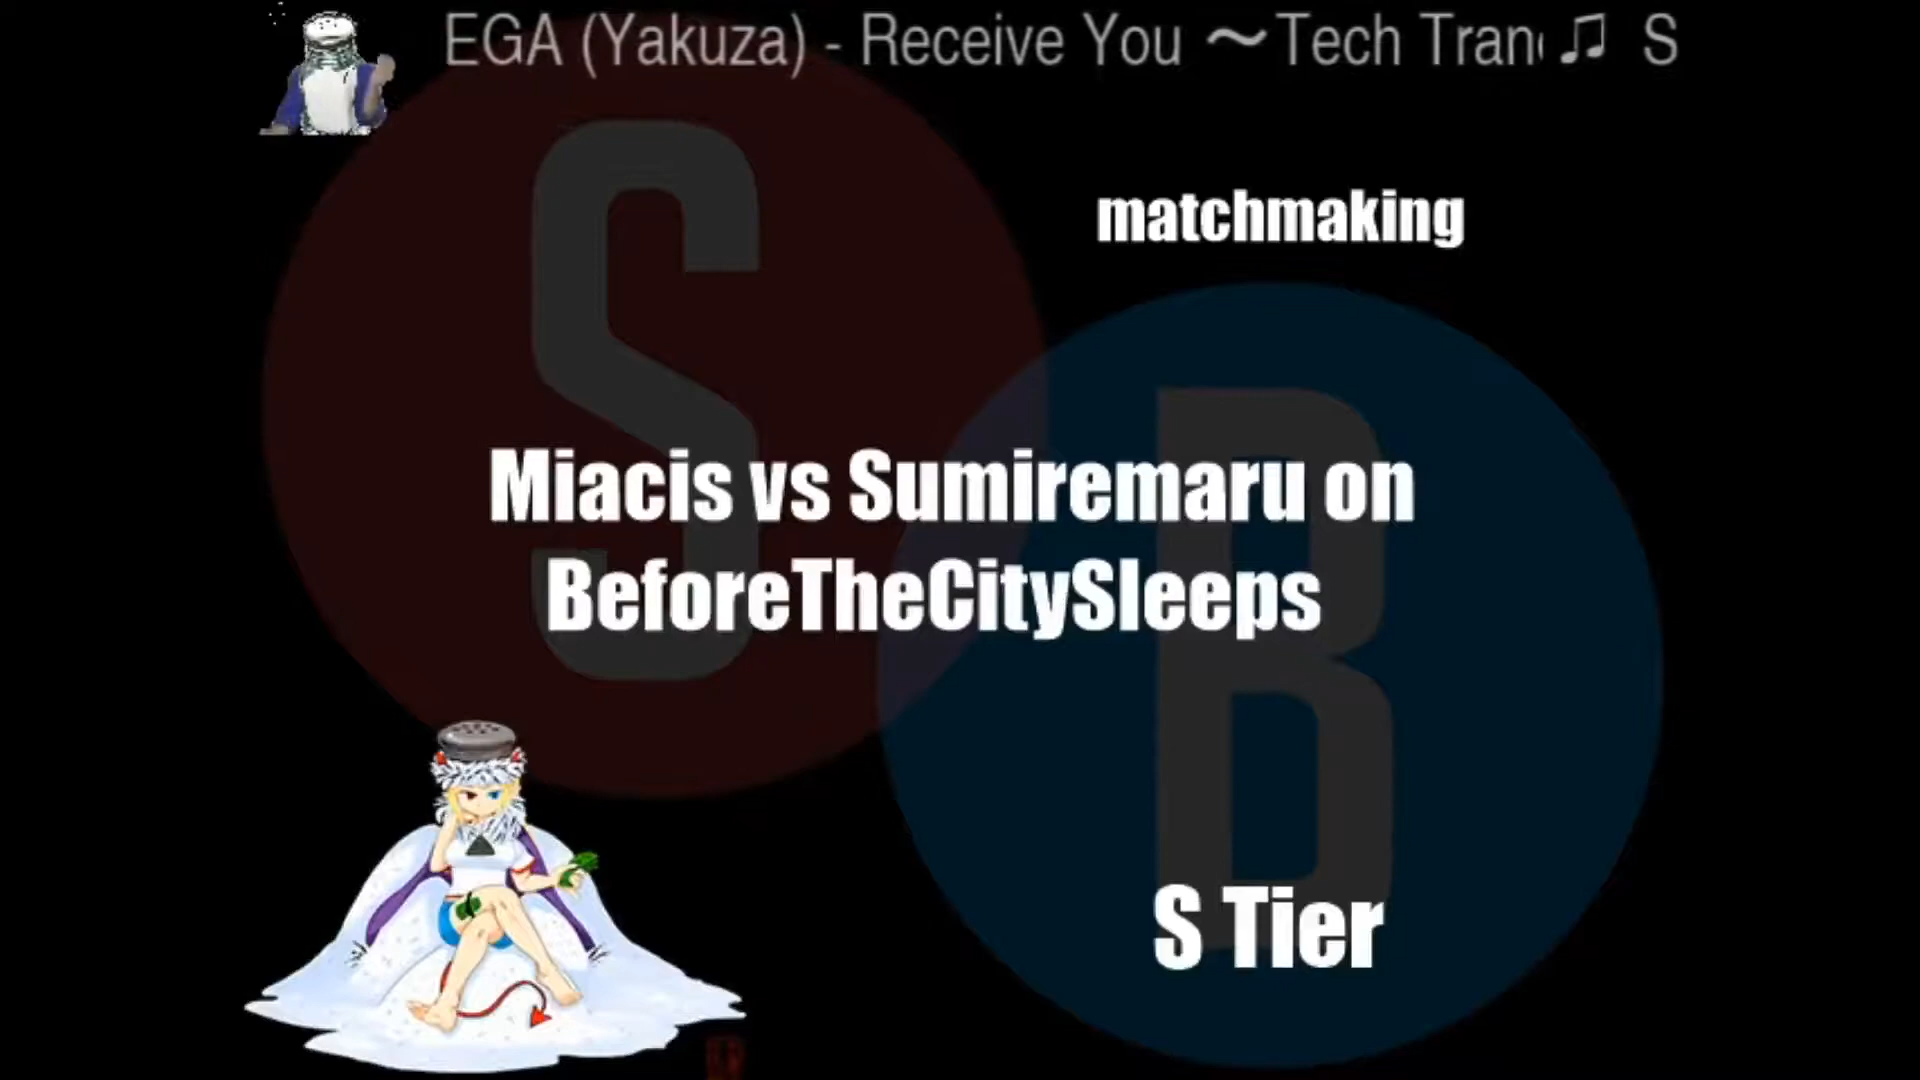 EGA (Yakuza) - Receive You ～Tech Tran ♫ S
matchmaking
S
B
Miacis vs Sumiremaru on
BeforeTheCitySleeps
S Tier